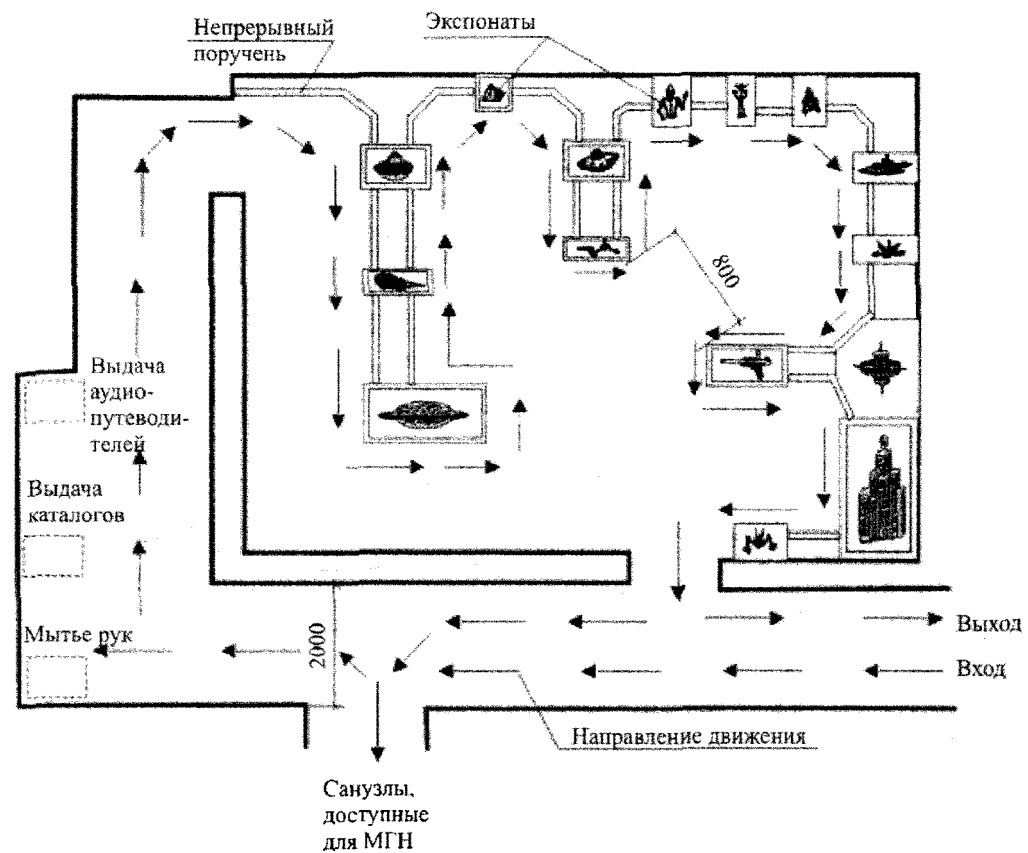 Непрерывный
поручень
Экспонаты
800
Выдача
аудио-
путеводи-
телей
Выдача
каталогов
Мытье рук
2000
Выход
Вход
Направление движения
Санузлы,
доступные
для МГН